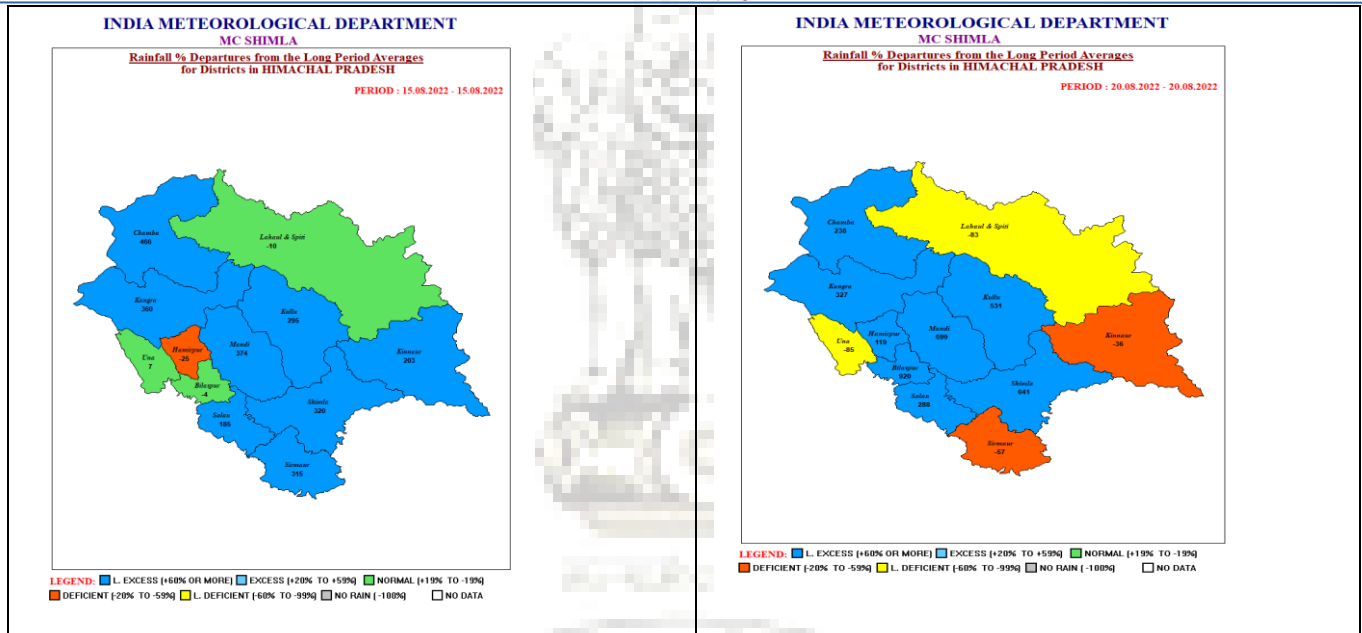 INDIA METEOROLOGICAL DEPARTMENT
MC SHIMLA
Rainfall % Departures from the Long Period Averages
for Districts in HIMACHAL PRADESH
PERIOD : 15.08.2022 - 15.08.2022
Chamba
466
Lahaul & Spiti
-10
Kangra
360
Kullu
295
Mandi
374
Hamirpur
-25
Una
7
Bilaspur
-4
Kinnaur
203
Shimla
320
Solan
185
Sirmaur
315
LEGEND: L. EXCESS (+60% OR MORE) EXCESS (+20% TO +59%) NORMAL (+19% TO -19%)
DEFICIENT (-20% TO -59%) L. DEFICIENT (-60% TO -99%) NO RAIN (-100%) NO DATA
INDIA METEOROLOGICAL DEPARTMENT
MC SHIMLA
Rainfall % Departures from the Long Period Averages
for Districts in HIMACHAL PRADESH
PERIOD : 20.08.2022 - 20.08.2022
Chamba
238
Lahaul & Spiti
-83
Kangra
327
Kullu
531
Mandi
599
Hamirpur
119
Una
-85
Bilaspur
920
Kinnaur
-36
Shimla
641
Solan
288
Sirmaur
-57
LEGEND: L. EXCESS (+60% OR MORE) EXCESS (+20% TO +59%) NORMAL (+19% TO -19%)
DEFICIENT (-20% TO -59%) L. DEFICIENT (-60% TO -99%) NO RAIN (-100%) NO DATA